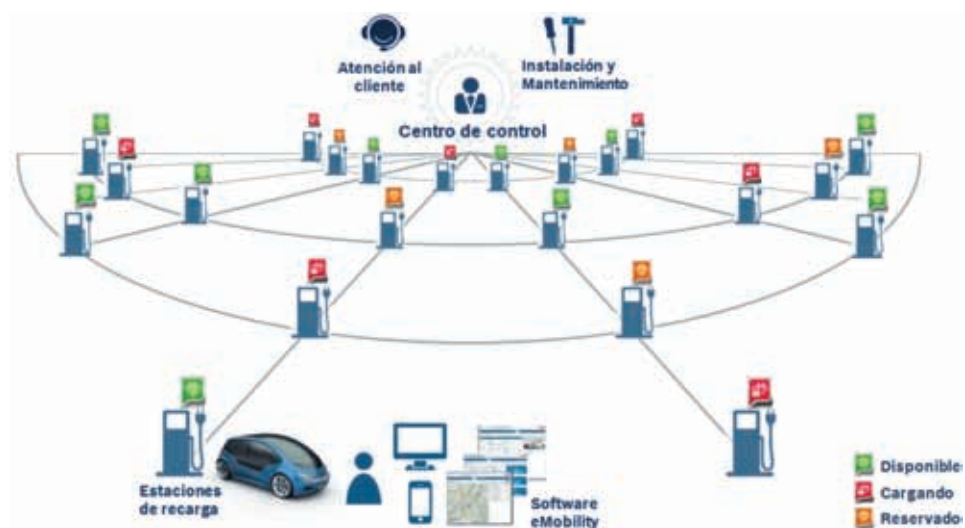 Atención al
cliente
Instalación y
Mantenimiento
Centro de control
Estaciones
de recarga
Software
eMobility
Disponible
Cargando
Reservado